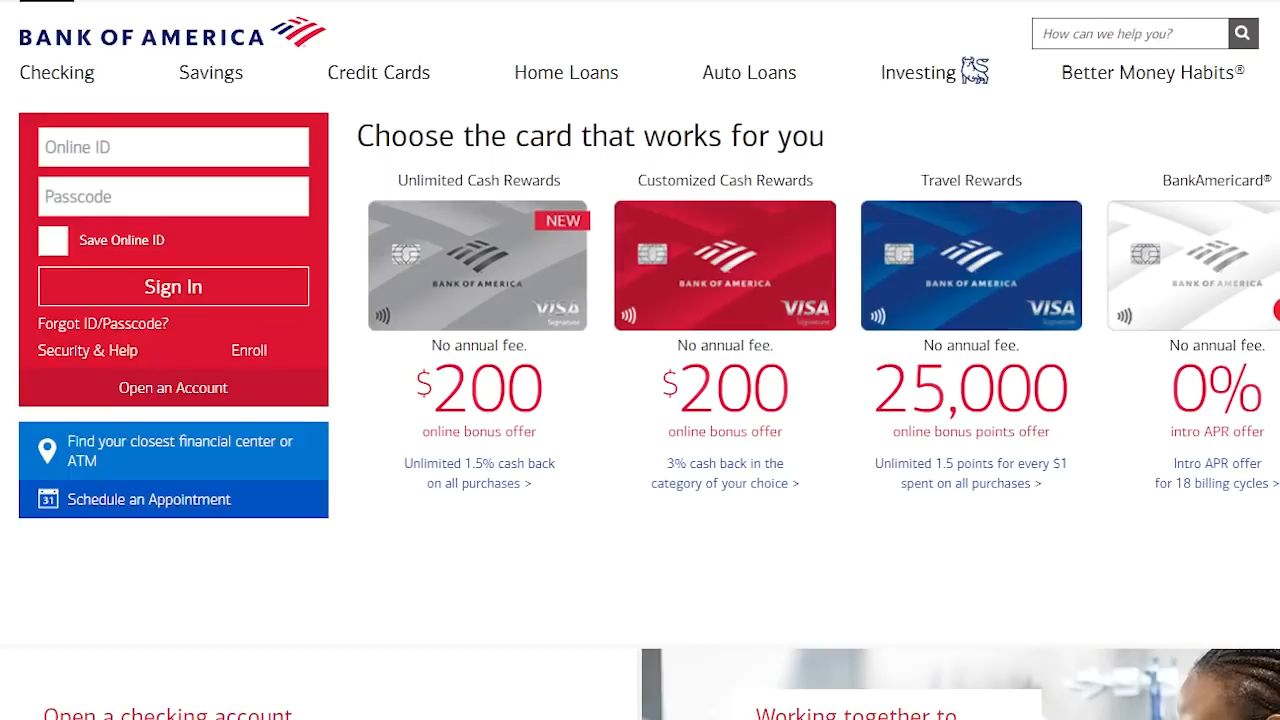 BANK OF AMERICA
How can we help you?
Checking
Savings
Credit Cards
Home Loans
Auto Loans
Investing
Better Money Habits®
Online ID
Passcode
Save Online ID
Sign In
Forgot ID/Passcode?
Security & Help
Enroll
Open an Account
Find your closest financial center or
ATM
31
Schedule an Appointment
Choose the card that works for you
Unlimited Cash Rewards
NEW
BANK OF AMERICA
VISA
Signature
No annual fee.
$200
online bonus offer
Unlimited 1.5% cash back
on all purchases >
Customized Cash Rewards
BANK OF AMERICA
VISA
Signature
No annual fee.
$200
online bonus offer
3% cash back in the
category of your choice >
Travel Rewards
BANK OF AMERICA
VISA
Signature
No annual fee.
25,000
online bonus points offer
Unlimited 1.5 points for every $1
spent on all purchases >
BankAmericard®
BANK OF AMERICA
No annual fee.
0%
intro APR offer
Intro APR offer
for 18 billing cycles >
Open a checking account
Working together to